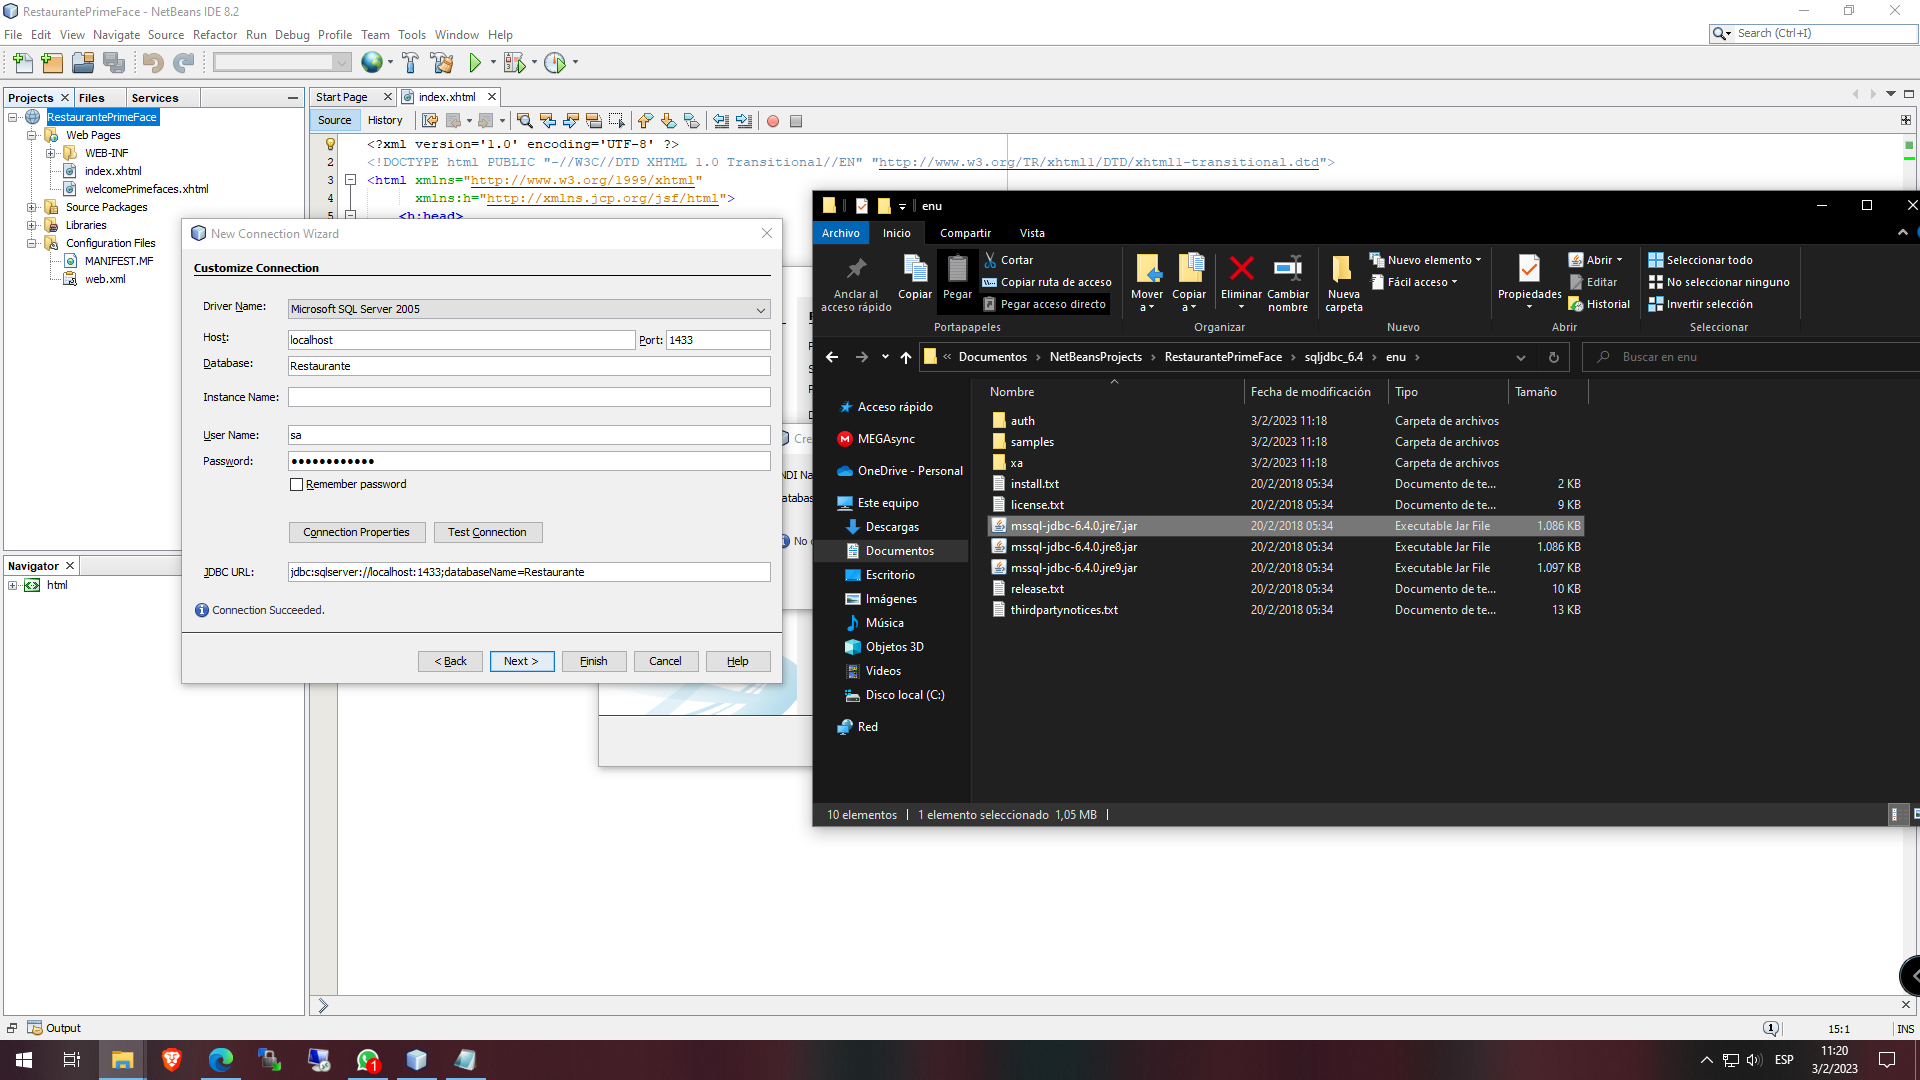 RestaurantePrimeFace - NetBeans IDE 8.2
File Edit View Navigate Source Refactor Run Debug Profile Team Tools Window Help
Search (Ctrl+I)
Projects Files Services
RestaurantePrimeFace
Web Pages
WEB-INF
index.xhtml
welcomePrimefaces.xhtml
Source Packages
Libraries
Configuration Files
MANIFEST.MF
web.xml
Navigator
html
Start Page index.xhtml
Source History
<?xml version='1.0' encoding='UTF-8' ?>
2 <!DOCTYPE html PUBLIC "-//W3C//DTD XHTML 1.0 Transitional//EN" "http://www.w3.org/TR/xhtml1/DTD/xhtml1-transitional.dtd">
3 <html xmlns="http://www.w3.org/1999/xhtml"
4 xmlns:h="http://xmlns.jcp.org/jsf/html">
5 <h:head>
New Connection Wizard
Customize Connection
Driver Name: Microsoft SQL Server 2005
Host: localhost Port: 1433
Database: Restaurante
Instance Name:
User Name: sa
Password: ••••••••••••
Remember password
Connection Properties Test Connection
JDBC URL: jdbc:sqlserver://localhost:1433;databaseName=Restaurante
Connection Succeeded.
< Back Next > Finish Cancel Help
enu
Archivo Inicio Compartir Vista
Anclar al acceso rápido
Copiar
Pegar
Cortar
Copiar ruta de acceso
Pegar acceso directo
Portapapeles
Mover a
Copiar a
Eliminar
Cambiar nombre
Organizar
Nueva carpeta
Nuevo elemento
Fácil acceso
Nuevo
Propiedades
Abrir
Editar
Historial
Abrir
Seleccionar todo
No seleccionar ninguno
Invertir selección
Seleccionar
« Documentos > NetBeansProjects > RestaurantePrimeFace > sqljdbc_6.4 > enu >
Buscar en enu
Acceso rápido
MEGAsync
OneDrive - Personal
Este equipo
Descargas
Documentos
Escritorio
Imágenes
Música
Objetos 3D
Videos
Disco local (C:)
Red
Nombre Fecha de modificación Tipo Tamaño
auth 3/2/2023 11:18 Carpeta de archivos
samples 3/2/2023 11:18 Carpeta de archivos
xa 3/2/2023 11:18 Carpeta de archivos
install.txt 20/2/2018 05:34 Documento de te... 2 KB
license.txt 20/2/2018 05:34 Documento de te... 9 KB
mssql-jdbc-6.4.0.jre7.jar 20/2/2018 05:34 Executable Jar File 1.086 KB
mssql-jdbc-6.4.0.jre8.jar 20/2/2018 05:34 Executable Jar File 1.086 KB
mssql-jdbc-6.4.0.jre9.jar 20/2/2018 05:34 Executable Jar File 1.097 KB
release.txt 20/2/2018 05:34 Documento de te... 10 KB
thirdpartynotices.txt 20/2/2018 05:34 Documento de te... 13 KB
10 elementos 1 elemento seleccionado 1,05 MB
Output
1 15:1 INS
1
ESP
11:20
3/2/2023